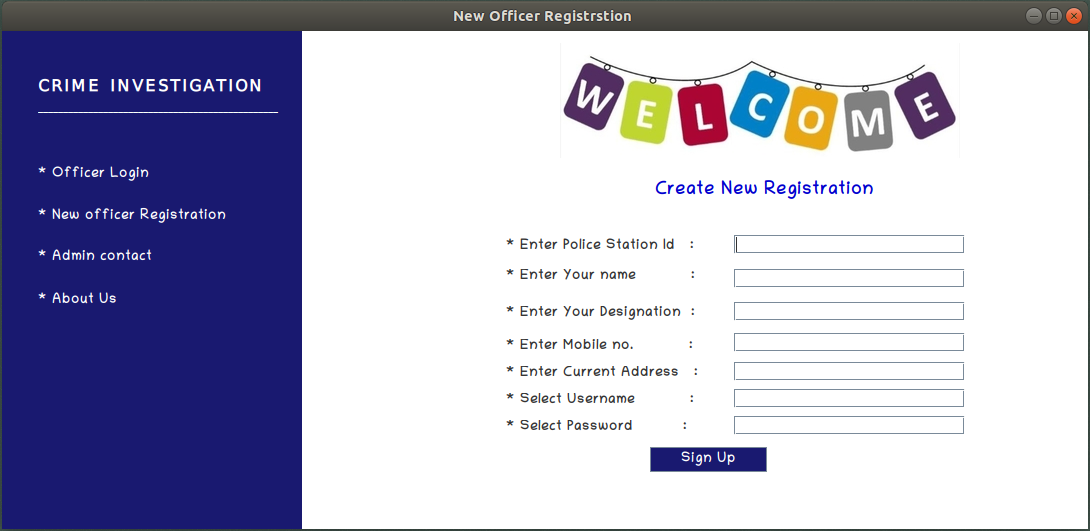 New Officer Registrstion
CRIME INVESTIGATION
* Officer Login
* New officer Registration
* Admin contact
* About Us
WELCOME
Create New Registration
* Enter Police Station Id :
* Enter Your name :
* Enter Your Designation :
* Enter Mobile no. :
* Enter Current Address :
* Select Username :
* Select Password :
Sign Up